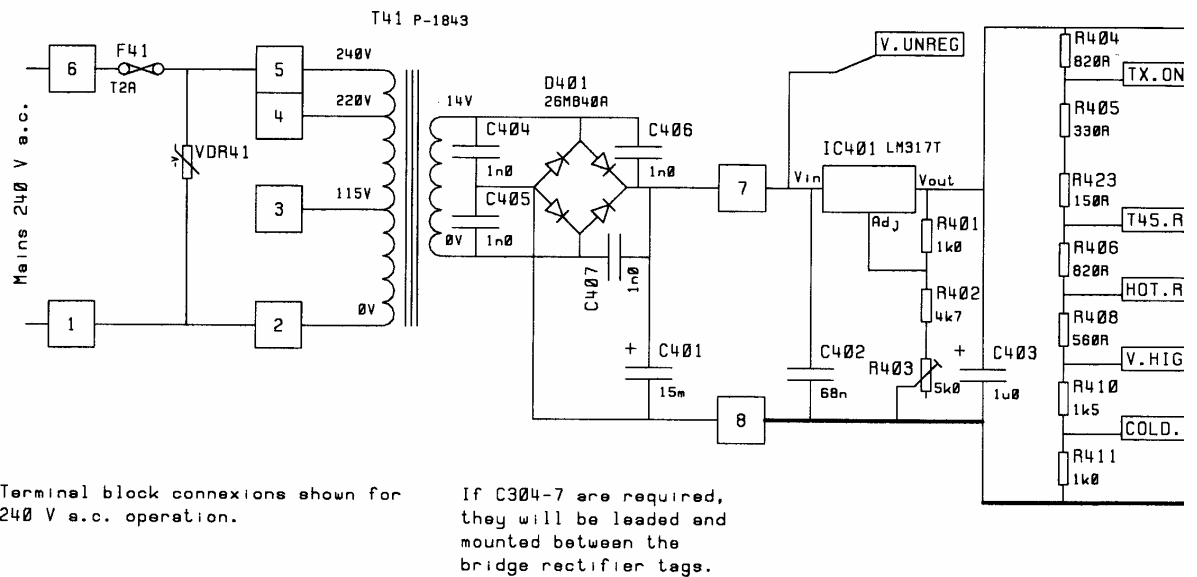 T41 P-1843
F41
T2A
6
5
4
3
1
2
240V
220V
115V
0V
VDR41
Mains 240 V a.c.
14V
0V
C404
1n0
C405
1n0
D401
26MB40A
C406
1n0
C407
1n0
C401
+
15m
7
8
V.UNREG
IC401 LM317T
Vin
Vout
Adj
R401
1k0
R402
4k7
R403
5k0
C402
68n
+
C403
1u0
R404
820R
TX.ON
R405
330R
R423
150R
T45.R
R406
820R
HOT.R
R408
560R
V.HIG
R410
1k5
COLD.
R411
1k0
Terminal block connexions shown for
240 V a.c. operation.
If C304-7 are required,
they will be leaded and
mounted between the
bridge rectifier tags.